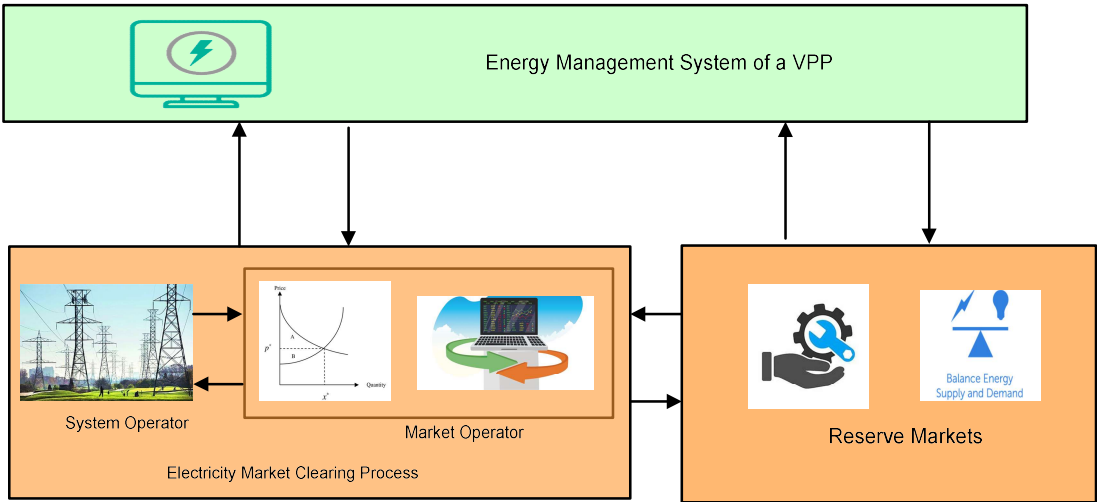 Energy Management System of a VPP
Price
A
B
p*
Quantity
x*
System Operator
Market Operator
Electricity Market Clearing Process
Balance Energy
Supply and Demand
Reserve Markets